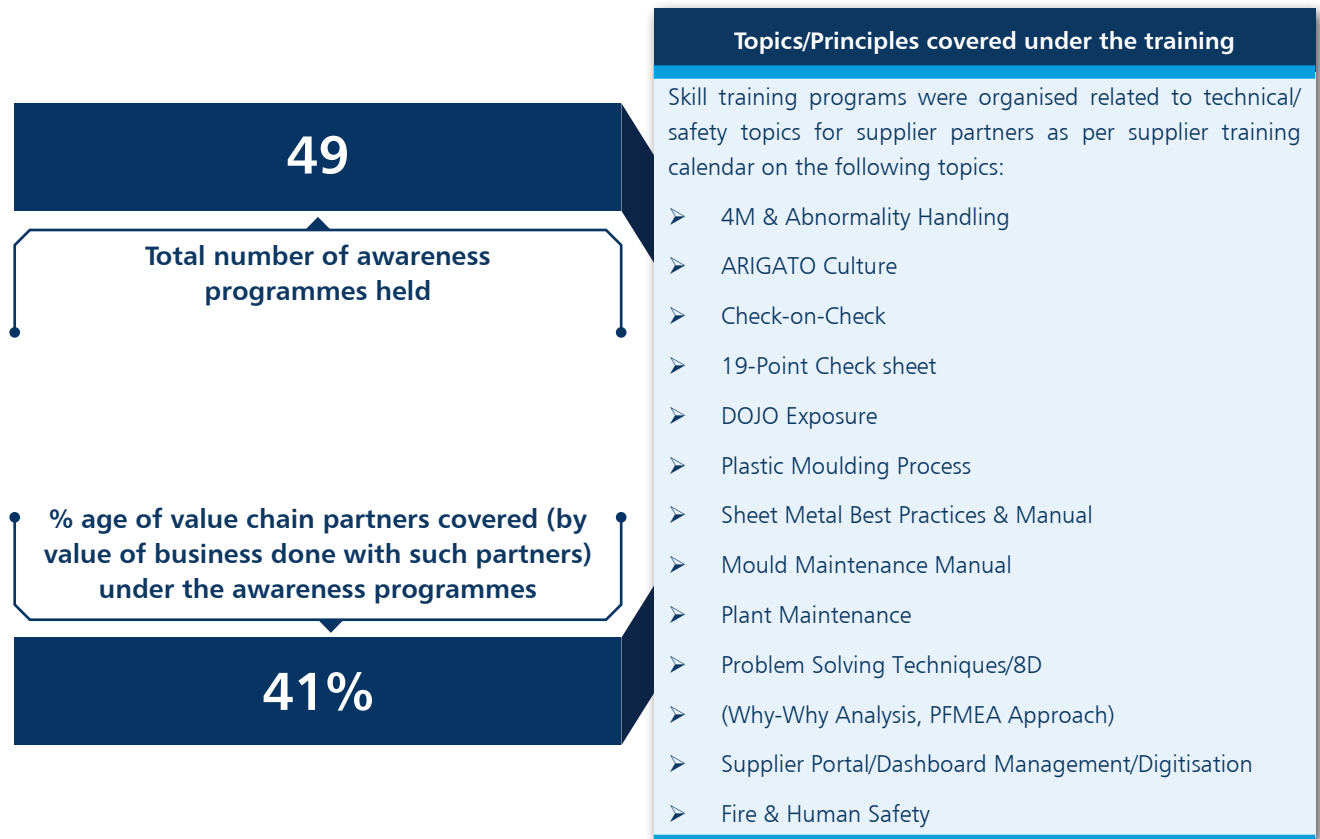 49
Total number of awareness
programmes held
% age of value chain partners covered (by
value of business done with such partners)
under the awareness programmes
41%
Topics/Principles covered under the training
Skill training programs were organised related to technical/
safety topics for supplier partners as per supplier training
calendar on the following topics:
➢ 4M & Abnormality Handling
➢ ARIGATO Culture
➢ Check-on-Check
➢ 19-Point Check sheet
➢ DOJO Exposure
➢ Plastic Moulding Process
➢ Sheet Metal Best Practices & Manual
➢ Mould Maintenance Manual
➢ Plant Maintenance
➢ Problem Solving Techniques/8D
➢ (Why-Why Analysis, PFMEA Approach)
➢ Supplier Portal/Dashboard Management/Digitisation
➢ Fire & Human Safety